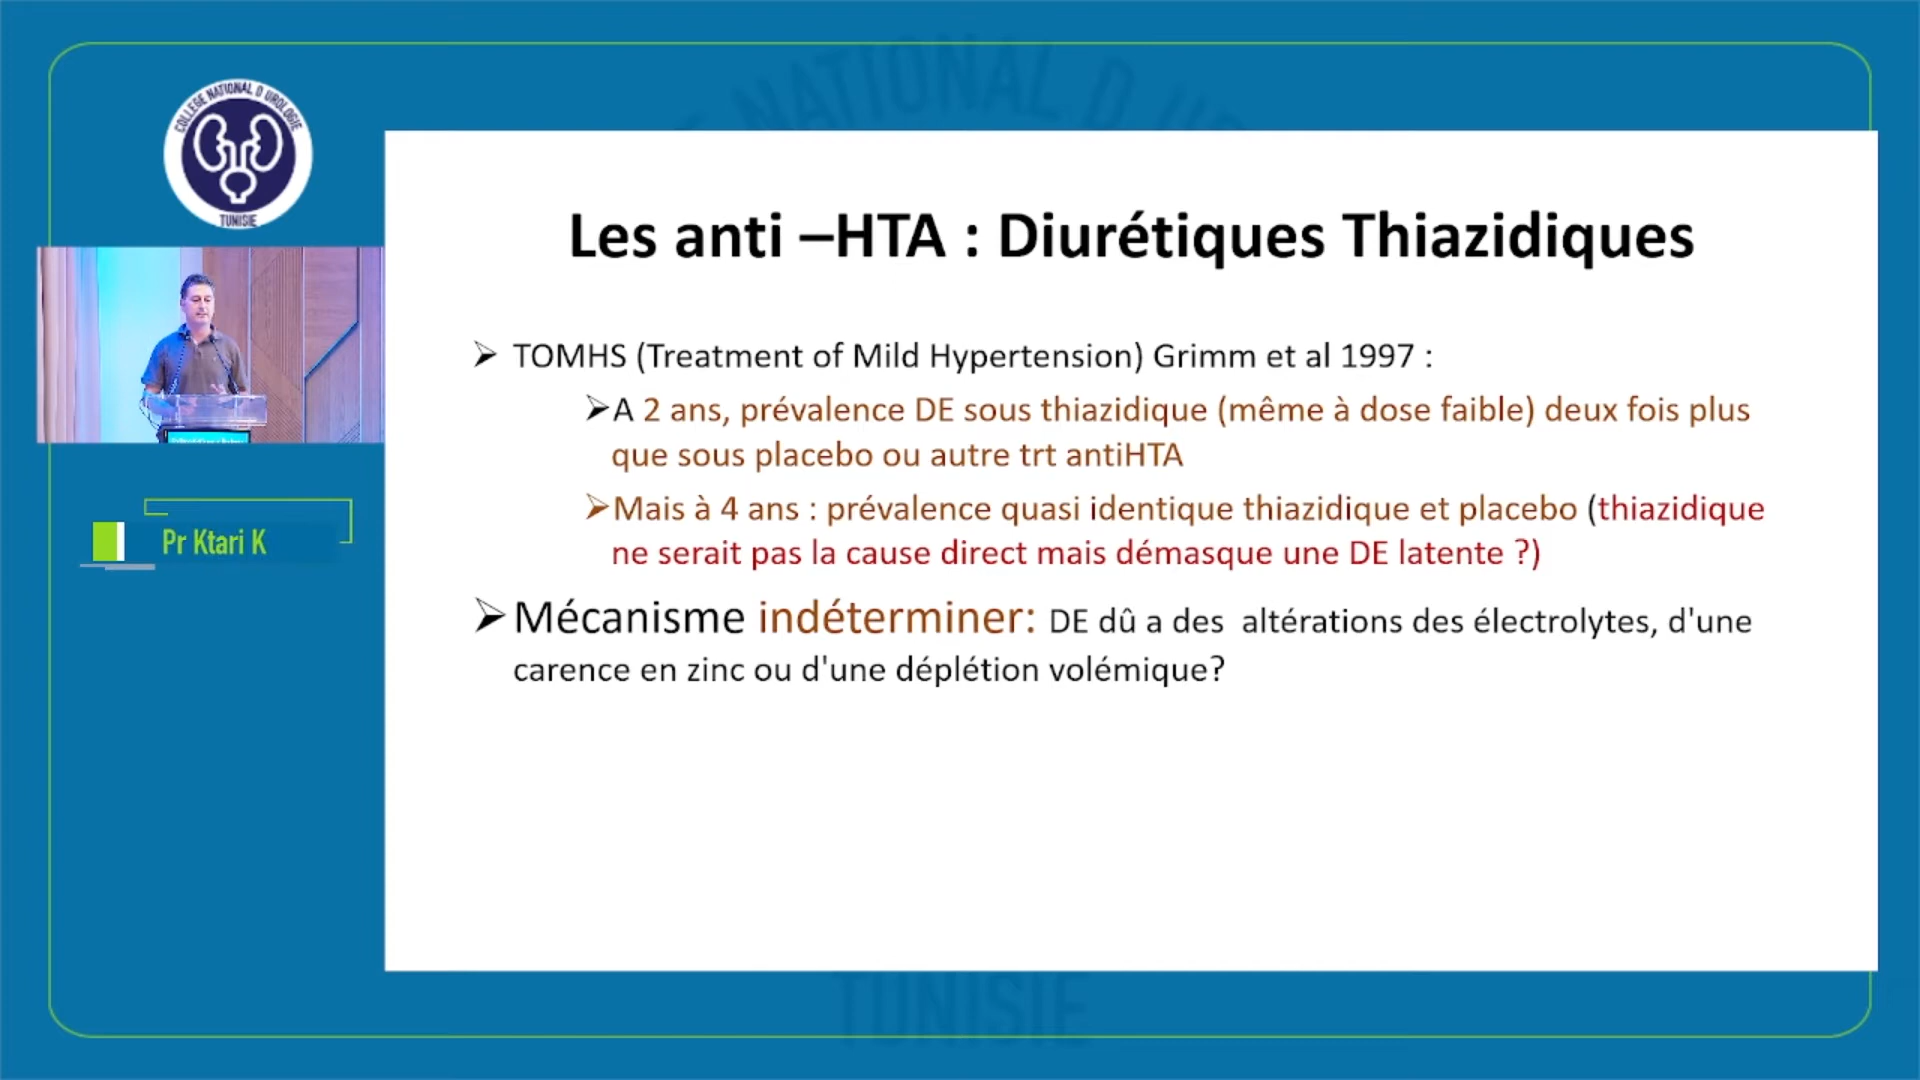 COLLEGE NATIONAL D UROLOGIE
TUNISIE
NATIONAL D UR
Les anti –HTA : Diurétiques Thiazidiques
➢ TOMHS (Treatment of Mild Hypertension) Grimm et al 1997 :
➢A 2 ans, prévalence DE sous thiazidique (même à dose faible) deux fois plus
que sous placebo ou autre trt antiHTA
➢Mais à 4 ans : prévalence quasi identique thiazidique et placebo (thiazidique
ne serait pas la cause direct mais démasque une DE latente ?)
➢Mécanisme indéterminer: DE dû a des  altérations des électrolytes, d'une
carence en zinc ou d'une déplétion volémique?
Pr Ktari K
TUNISIE